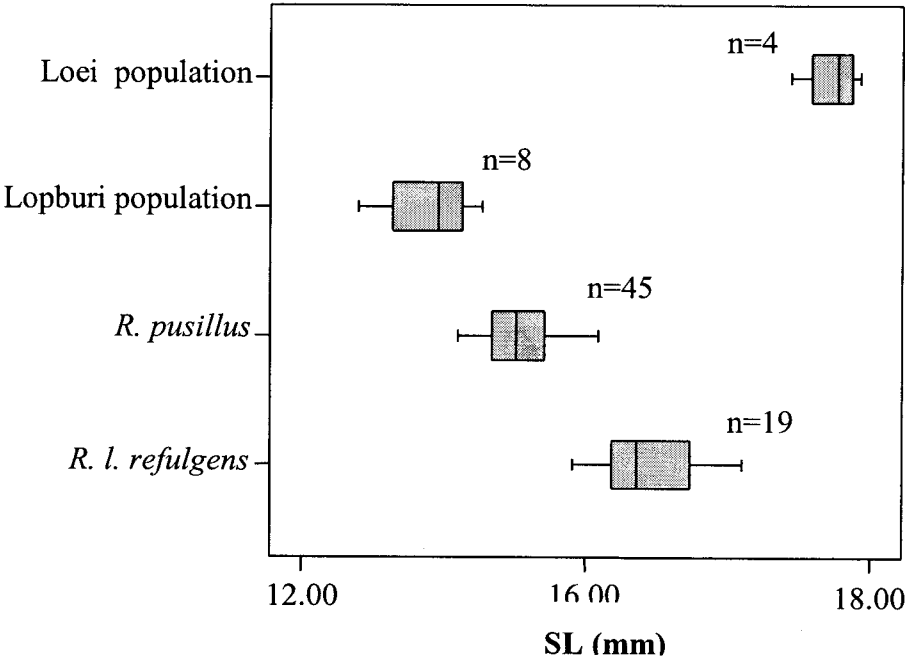 n=4
Loei population
n=8
Lopburi population
n=45
R. pusillus
n=19
R. l. refulgens
12.00 16.00 18.00
SL (mm)